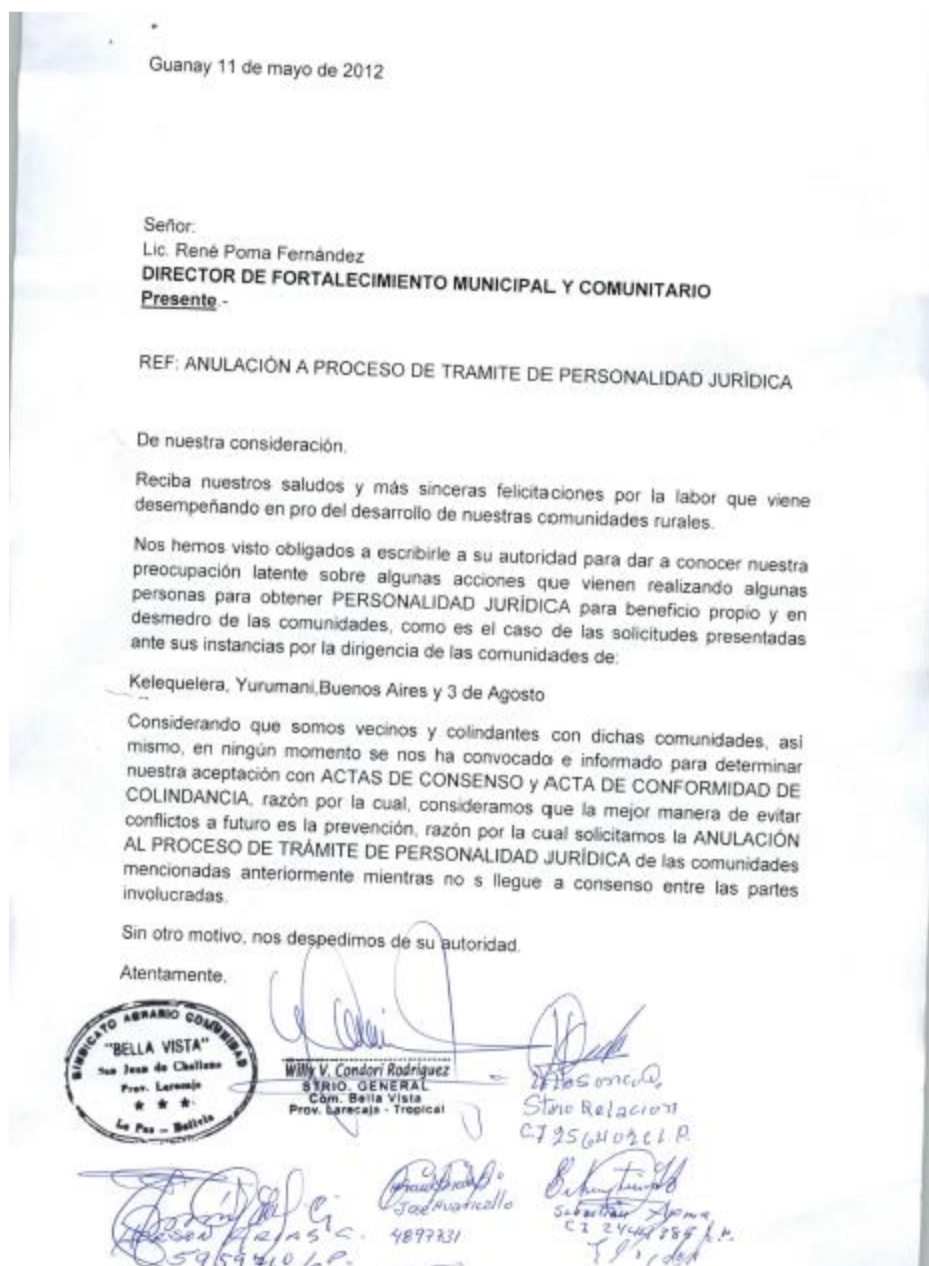 Guanay 11 de mayo de 2012
Señor:
Lic. René Poma Fernández
DIRECTOR DE FORTALECIMIENTO MUNICIPAL Y COMUNITARIO
Presente.-
REF: ANULACIÓN A PROCESO DE TRAMITE DE PERSONALIDAD JURÍDICA
De nuestra consideración.
Reciba nuestros saludos y más sinceras felicitaciones por la labor que viene
desempeñando en pro del desarrollo de nuestras comunidades rurales.
Nos hemos visto obligados a escribirle a su autoridad para dar a conocer nuestra
preocupación latente sobre algunas acciones que vienen realizando algunas
personas para obtener PERSONALIDAD JURÍDICA para beneficio propio y en
desmedro de las comunidades, como es el caso de las solicitudes presentadas
ante sus instancias por la dirigencia de las comunidades de:
Kelequelera, Yurumani,Buenos Aires y 3 de Agosto
Considerando que somos vecinos y colindantes con dichas comunidades, así
mismo, en ningún momento se nos ha convocado e informado para determinar
nuestra aceptación con ACTAS DE CONSENSO y ACTA DE CONFORMIDAD DE
COLINDANCIA, razón por la cual, consideramos que la mejor manera de evitar
conflictos a futuro es la prevención, razón por la cual solicitamos la ANULACIÓN
AL PROCESO DE TRÁMITE DE PERSONALIDAD JURÍDICA de las comunidades
mencionadas anteriormente mientras no s llegue a consenso entre las partes
involucradas.
Sin otro motivo, nos despedimos de su autoridad.
Atentamente.
SINDICATO AGRARIO COMUNIDAD
"BELLA VISTA"
San Juan de Challana
Prov. Larecaja
* * *
La Paz - Bolivia
Willy V. Condori Rodriguez
STRIO. GENERAL
Com. Bella Vista
Prov. Larecaja - Tropical
Strio Relacion
José Huaricallo
4897731
Sebastian